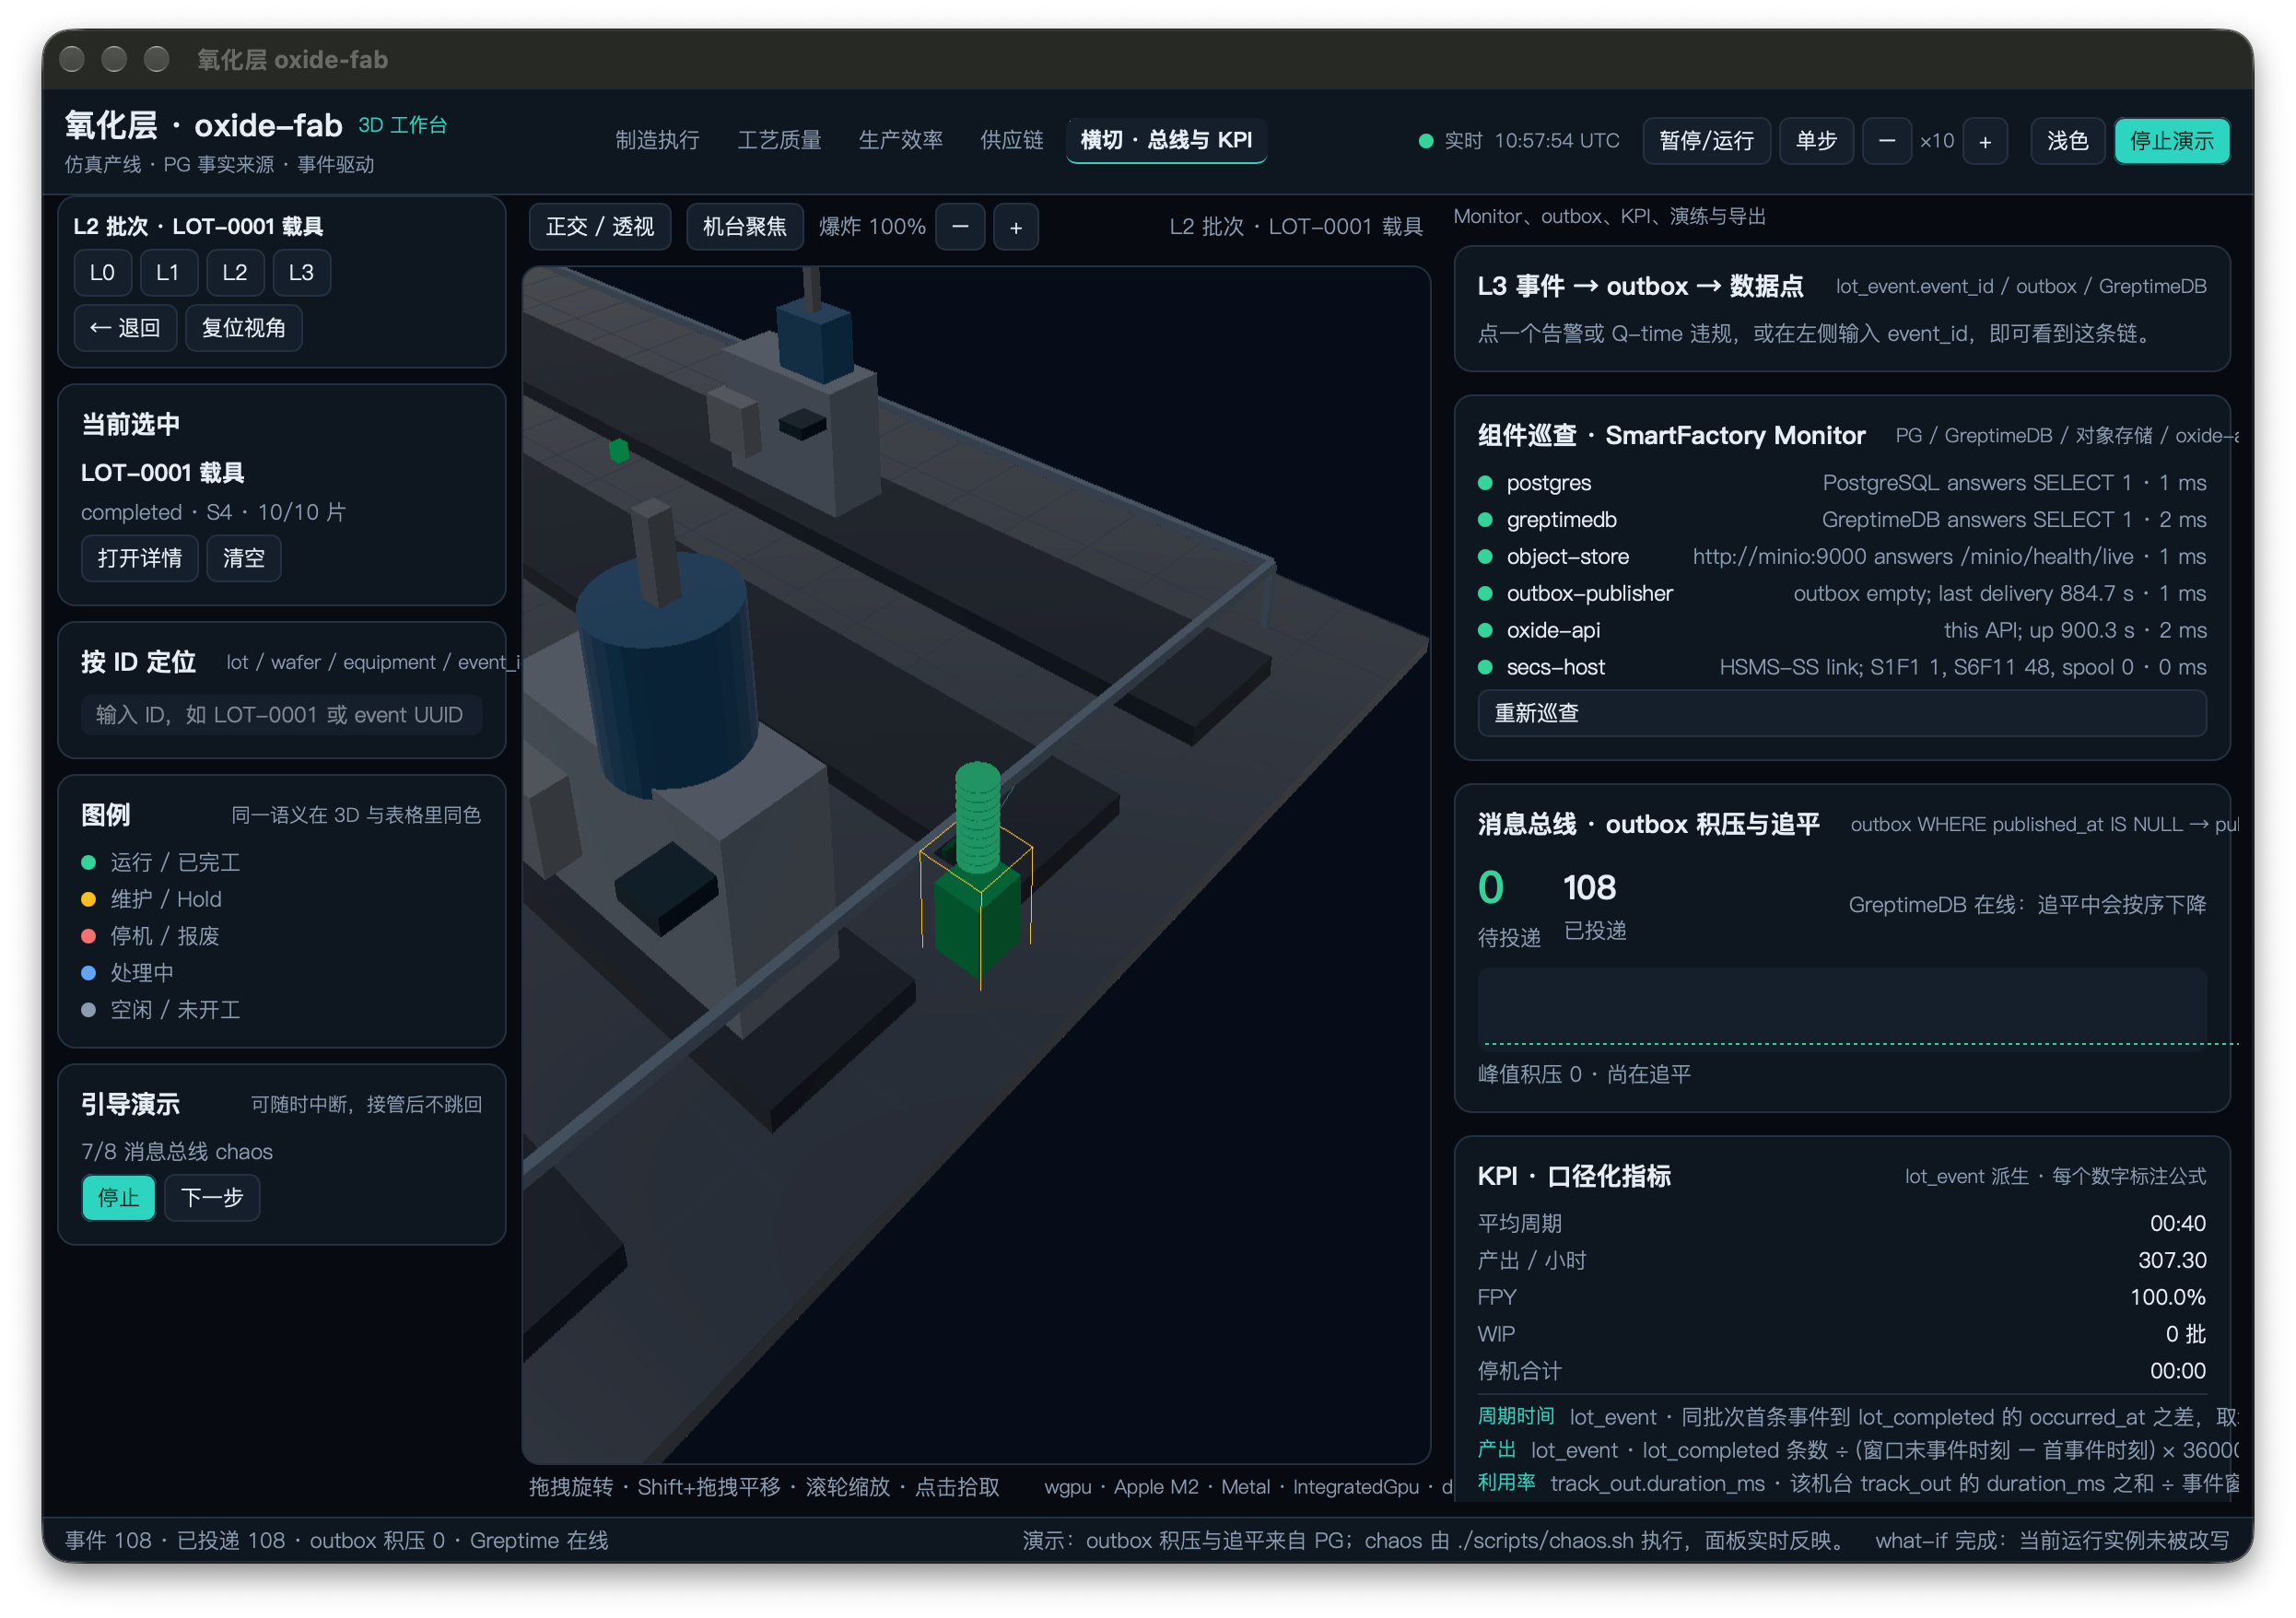 氧化层 oxide-fab
氧化层 · oxide-fab 3D 工作台
仿真产线 · PG 事实来源 · 事件驱动
制造执行 工艺质量 生产效率 供应链 横切 · 总线与 KPI
实时 10:57:54 UTC 暂停/运行 单步 — ×10 + 浅色 停止演示
L2 批次 · LOT-0001 载具
L0 L1 L2 L3
← 退回 复位视角
当前选中
LOT-0001 载具
completed · S4 · 10/10 片
打开详情 清空
按 ID 定位 lot / wafer / equipment / event_i
输入 ID，如 LOT-0001 或 event UUID
图例 同一语义在 3D 与表格里同色
运行 / 已完工
维护 / Hold
停机 / 报废
处理中
空闲 / 未开工
引导演示 可随时中断，接管后不跳回
7/8 消息总线 chaos
停止 下一步
正交 / 透视 机台聚焦 爆炸 100% — + L2 批次 · LOT-0001 载具
拖拽旋转 · Shift+拖拽平移 · 滚轮缩放 · 点击拾取 wgpu · Apple M2 · Metal · IntegratedGpu · d
Monitor、outbox、KPI、演练与导出
L3 事件 → outbox → 数据点 lot_event.event_id / outbox / GreptimeDB
点一个告警或 Q-time 违规，或在左侧输入 event_id，即可看到这条链。
组件巡查 · SmartFactory Monitor PG / GreptimeDB / 对象存储 / oxide-a
postgres PostgreSQL answers SELECT 1 · 1 ms
greptimedb GreptimeDB answers SELECT 1 · 2 ms
object-store http://minio:9000 answers /minio/health/live · 1 ms
outbox-publisher outbox empty; last delivery 884.7 s · 1 ms
oxide-api this API; up 900.3 s · 2 ms
secs-host HSMS-SS link; S1F1 1, S6F11 48, spool 0 · 0 ms
重新巡查
消息总线 · outbox 积压与追平 outbox WHERE published_at IS NULL → pul
0 108 GreptimeDB 在线：追平中会按序下降
待投递 已投递
峰值积压 0 · 尚在追平
KPI · 口径化指标 lot_event 派生 · 每个数字标注公式
平均周期 00:40
产出 / 小时 307.30
FPY 100.0%
WIP 0 批
停机合计 00:00
周期时间 lot_event · 同批次首条事件到 lot_completed 的 occurred_at 之差，取
产出 lot_event · lot_completed 条数 ÷ (窗口末事件时刻 — 首事件时刻) × 3600
利用率 track_out.duration_ms · 该机台 track_out 的 duration_ms 之和 ÷ 事件窗
事件 108 · 已投递 108 · outbox 积压 0 · Greptime 在线
演示：outbox 积压与追平来自 PG；chaos 由 ./scripts/chaos.sh 执行，面板实时反映。 what-if 完成：当前运行实例未被改写